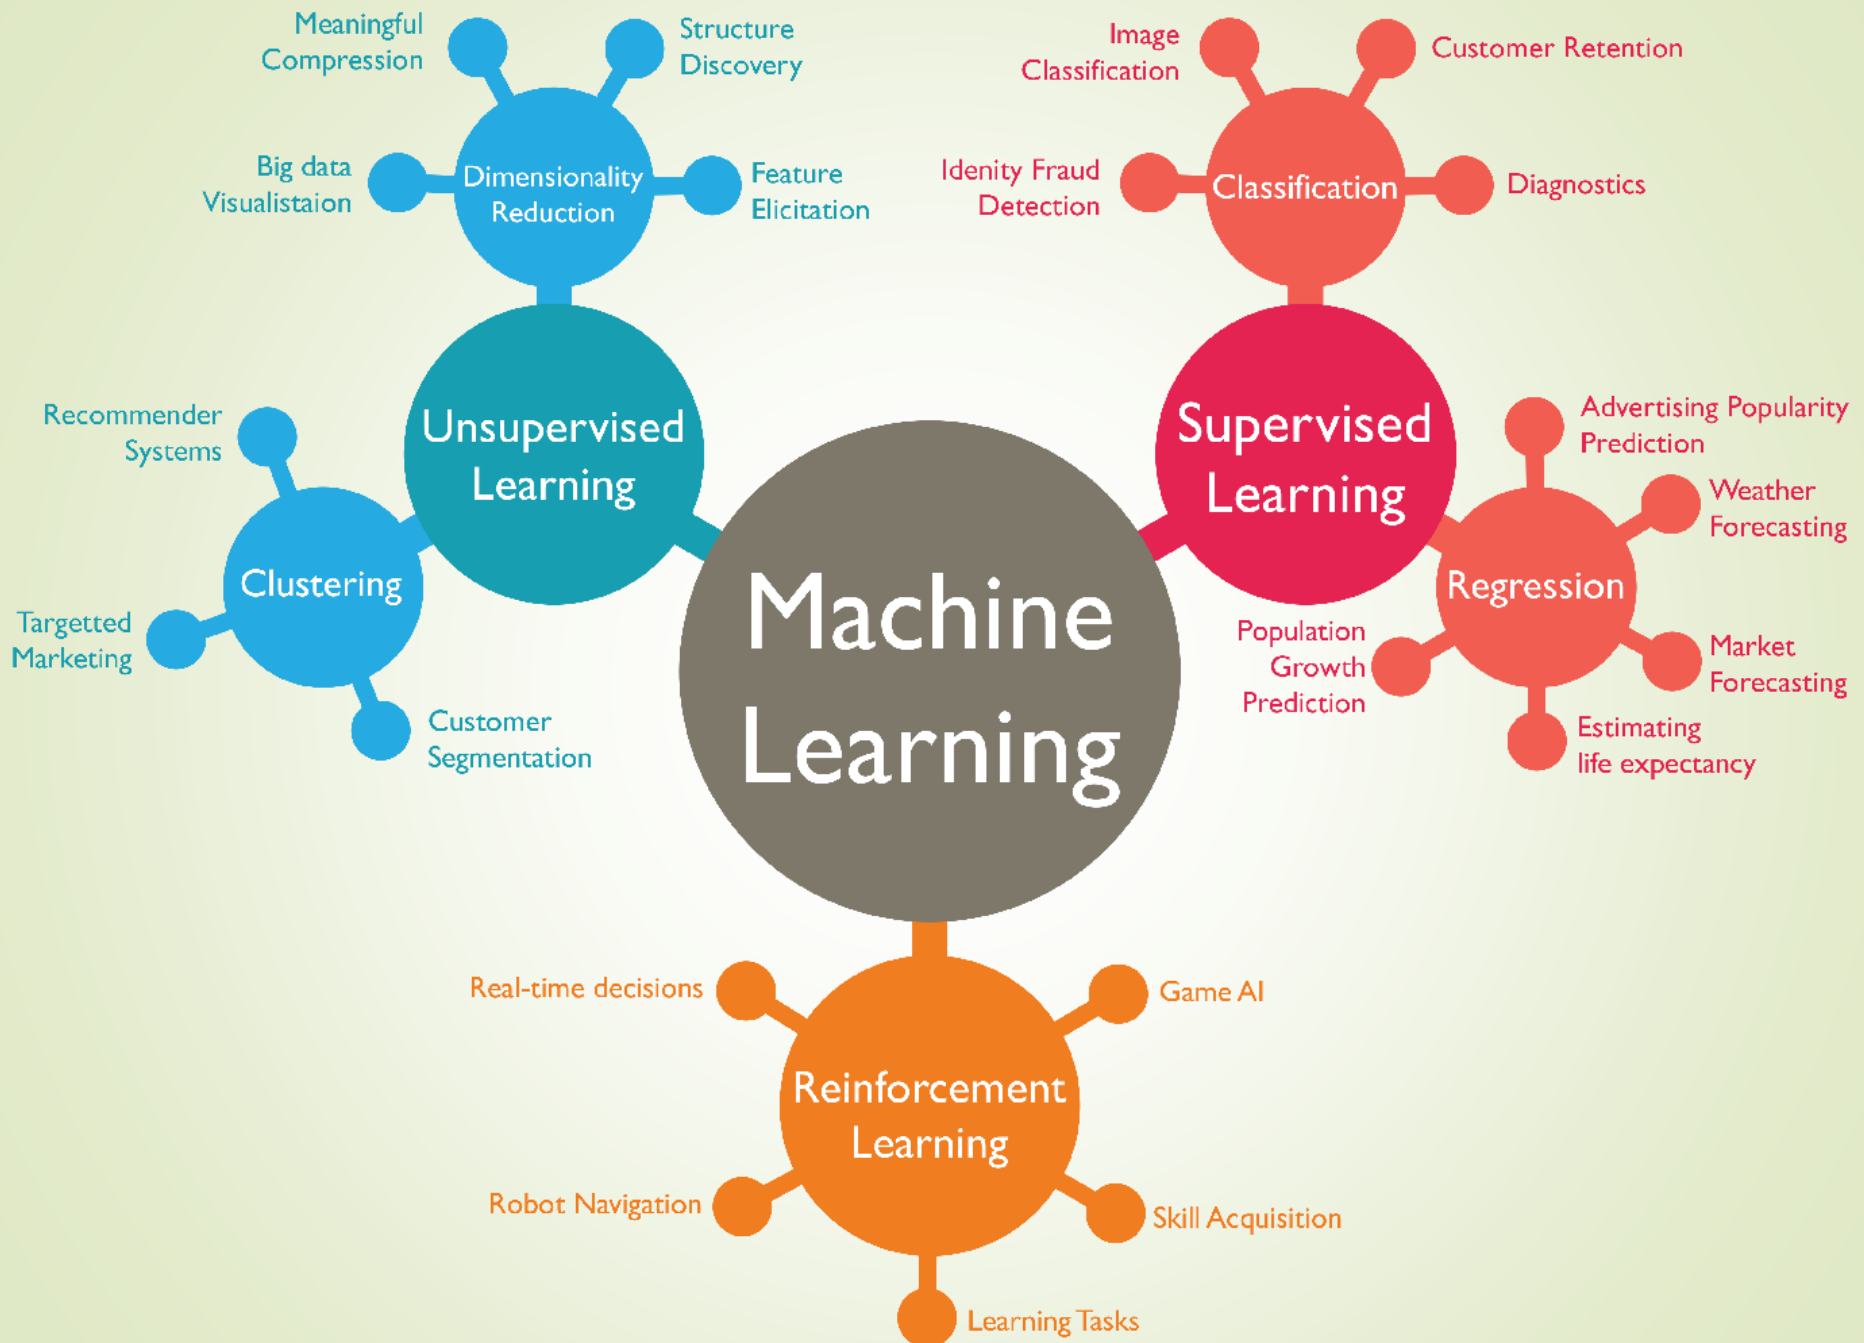 Meaningful
Compression
Structure
Discovery
Big data
Visualistaion
Dimensionality
Reduction
Feature
Elicitation
Image
Classification
Customer Retention
Idenity Fraud
Detection
Classification
Diagnostics
Recommender
Systems
Unsupervised
Learning
Clustering
Targetted
Marketing
Customer
Segmentation
Machine
Learning
Supervised
Learning
Advertising Popularity
Prediction
Weather
Forecasting
Regression
Population
Growth
Prediction
Market
Forecasting
Estimating
life expectancy
Real-time decisions
Game AI
Reinforcement
Learning
Robot Navigation
Skill Acquisition
Learning Tasks